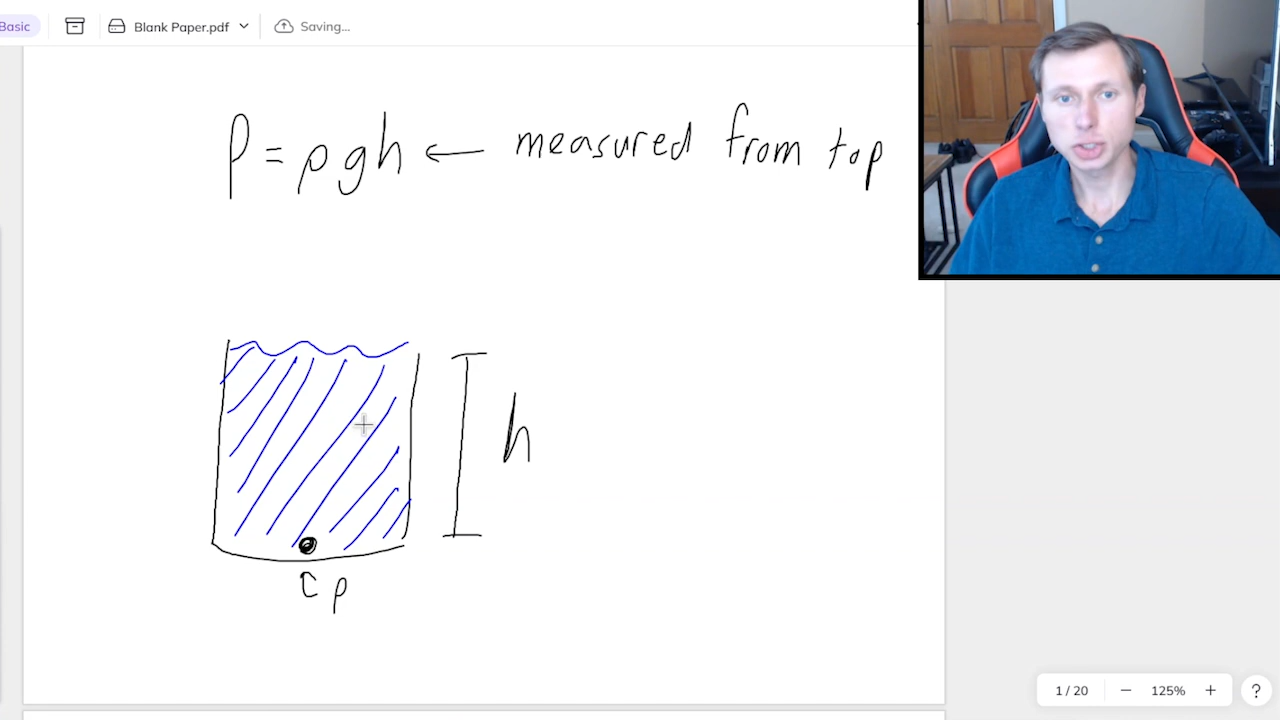 Basic
Blank Paper.pdf
Saving...
P = ρgh ← measured from top
h
p
1 / 20
125%
?